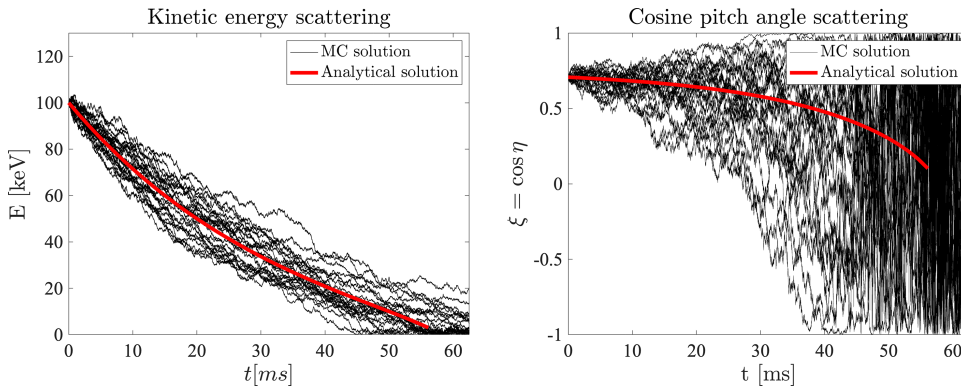 Kinetic energy scattering
MC solution
Analytical solution
120
100
80
60
40
20
0
E [keV]
0 10 20 30 40 50 60
t[ms]
Cosine pitch angle scattering
MC solution
Analytical solution
1
0.5
0
-0.5
-1
ξ = cos η
0 10 20 30 40 50 60
t [ms]